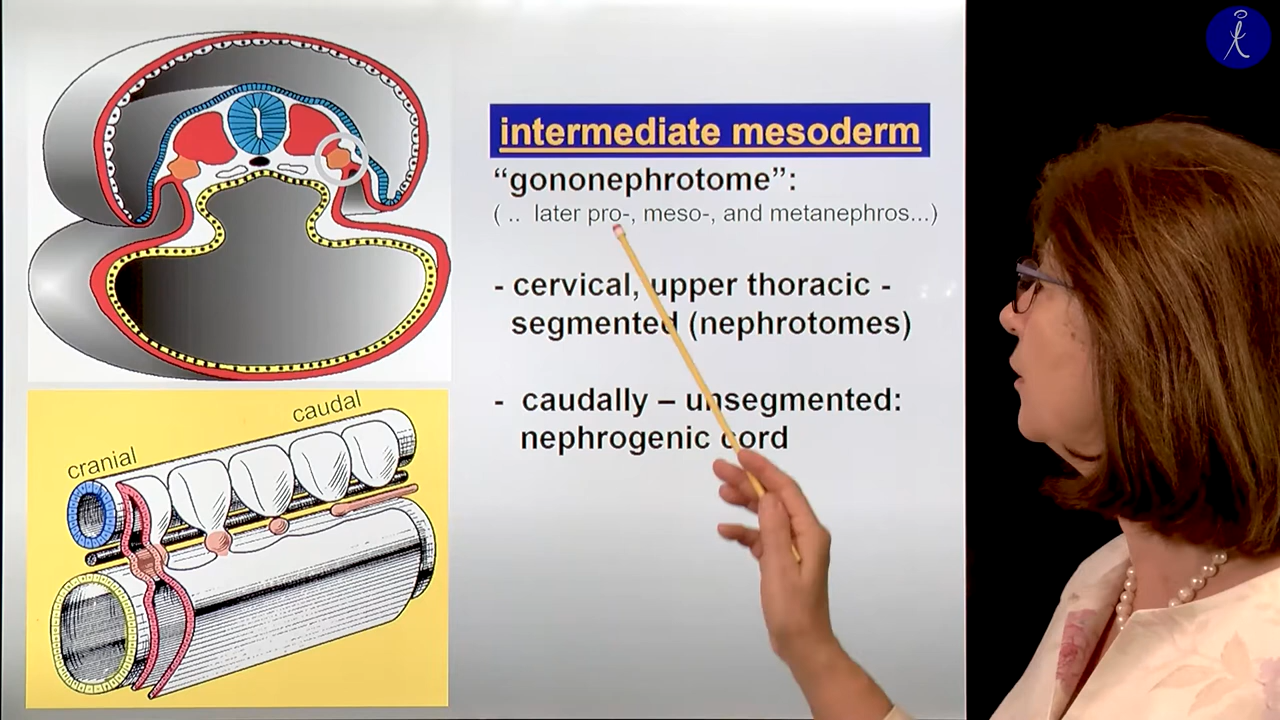 intermediate mesoderm
“gononephrotome”:
( .. later pro-, meso-, and metanephros...)
- cervical, upper thoracic -
segmented (nephrotomes)
- caudally – unsegmented:
nephrogenic cord
caudal
cranial